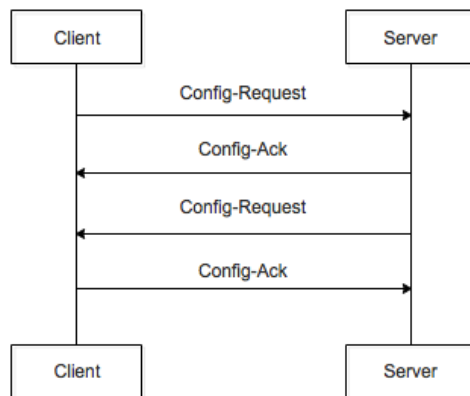 Client
Server
Config-Request
Config-Ack
Config-Request
Config-Ack
Client
Server